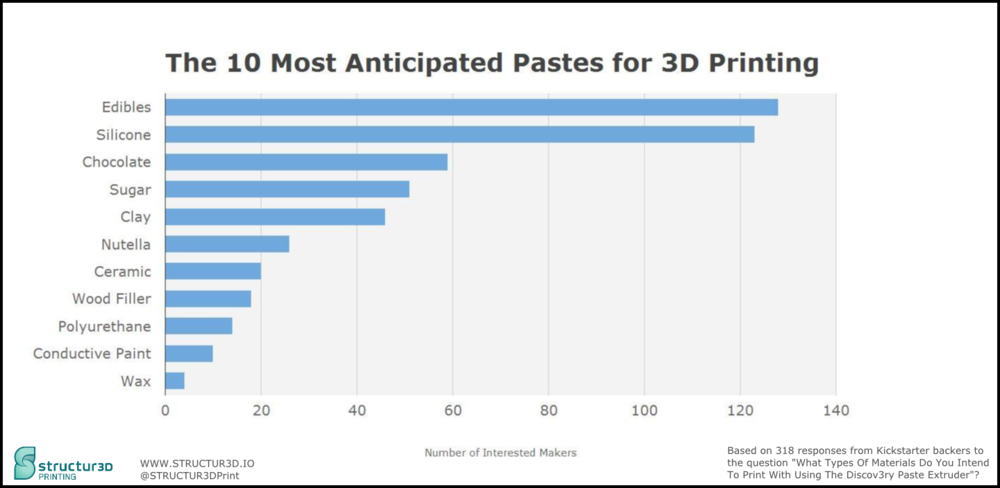 The 10 Most Anticipated Pastes for 3D Printing
Edibles
Silicone
Chocolate
Sugar
Clay
Nutella
Ceramic
Wood Filler
Polyurethane
Conductive Paint
Wax
0 20 40 60 80 100 120 140
Number of Interested Makers
structur3d
PRINTING
WWW.STRUCTUR3D.IO
@STRUCTUR3DPrint
Based on 318 responses from Kickstarter backers to
the question "What Types Of Materials Do You Intend
To Print With Using The Discov3ry Paste Extruder"?